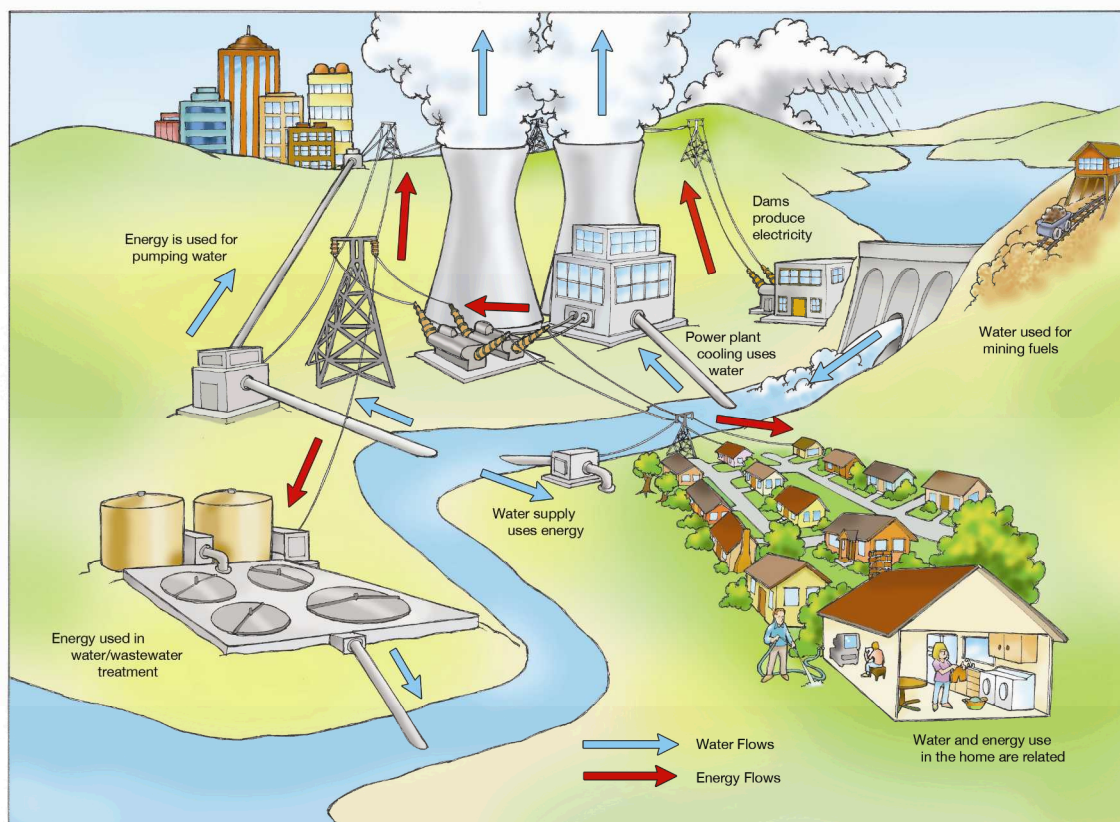 Dams
produce
electricity
Energy is used for
pumping water
Water used for
mining fuels
Power plant
cooling uses
water
Water supply
uses energy
Energy used in
water/wastewater
treatment
Water and energy use
in the home are related
Water Flows
Energy Flows